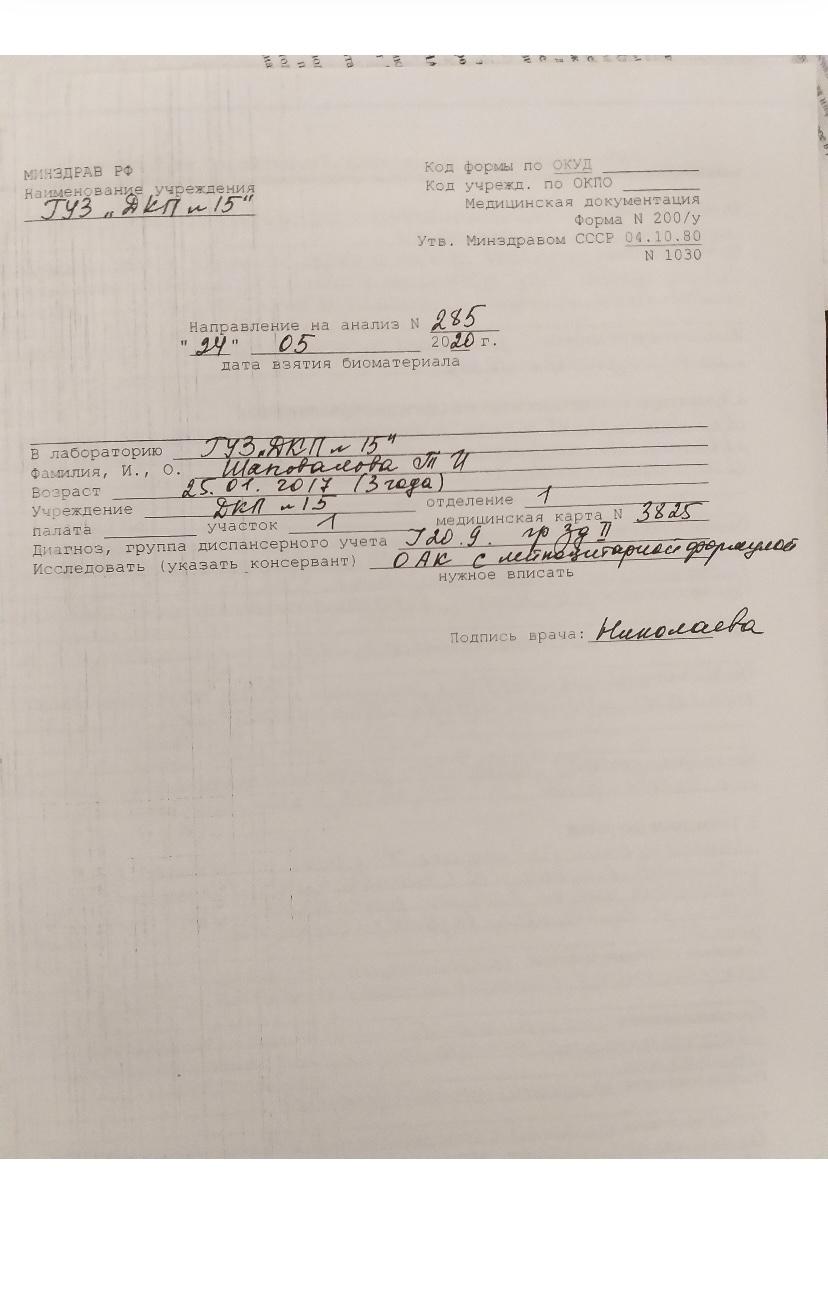 МИНЗДРАВ РФ
Наименование учреждения
ГУЗ „ДКП № 15"
Код формы по ОКУД
Код учрежд. по ОКПО
Медицинская документация
Форма N 200/у
Утв. Минздравом СССР 04.10.80
N 1030
Направление на анализ N 285
"24" 05 2020 г.
дата взятия биоматериала
В лабораторию ГУЗ „ДКП № 15"
Фамилия, И., О. Шаповалова Т И
Возраст 25.01.2017 (3 года)
Учреждение ДКП № 15 отделение 1
палата участок 1 медицинская карта N 3825
Диагноз, группа диспансерного учета J20.9. гр зд II
Исследовать (указать консервант) ОАК с лейкоцитарной формулой
нужное вписать
Подпись врача: Николаева